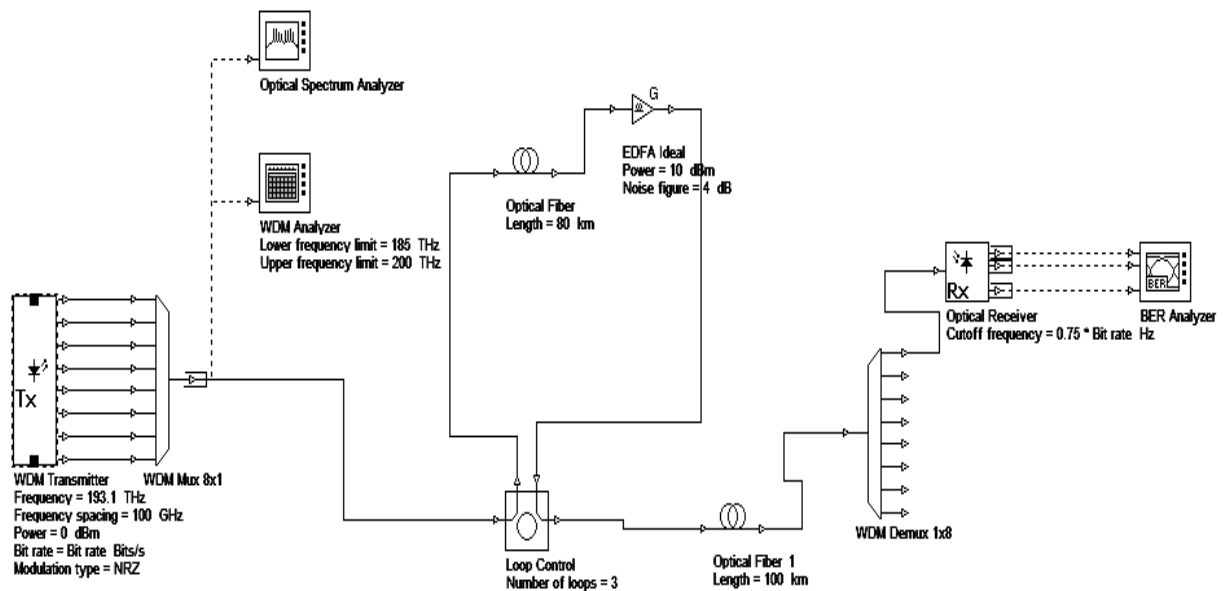 Optical Spectrum Analyzer
WDM Analyzer
Lower frequency limit = 185 THz
Upper frequency limit = 200 THz
G
EDFA Ideal
Power = 10 dBm
Noise figure = 4 dB
Optical Fiber
Length = 80 km
Rx
Optical Receiver
Cutoff frequency = 0.75 * Bit rate Hz
BER
BER Analyzer
Tx
WDM Transmitter
Frequency = 193.1 THz
Frequency spacing = 100 GHz
Power = 0 dBm
Bit rate = Bit rate Bits/s
Modulation type = NRZ
WDM Mux 8x1
Loop Control
Number of loops = 3
Optical Fiber 1
Length = 100 km
WDM Demux 1x8